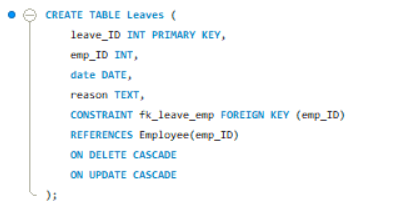 CREATE TABLE Leaves (
leave_ID INT PRIMARY KEY,
emp_ID INT,
date DATE,
reason TEXT,
CONSTRAINT fk_leave_emp FOREIGN KEY (emp_ID)
REFERENCES Employee(emp_ID)
ON DELETE CASCADE
ON UPDATE CASCADE
);